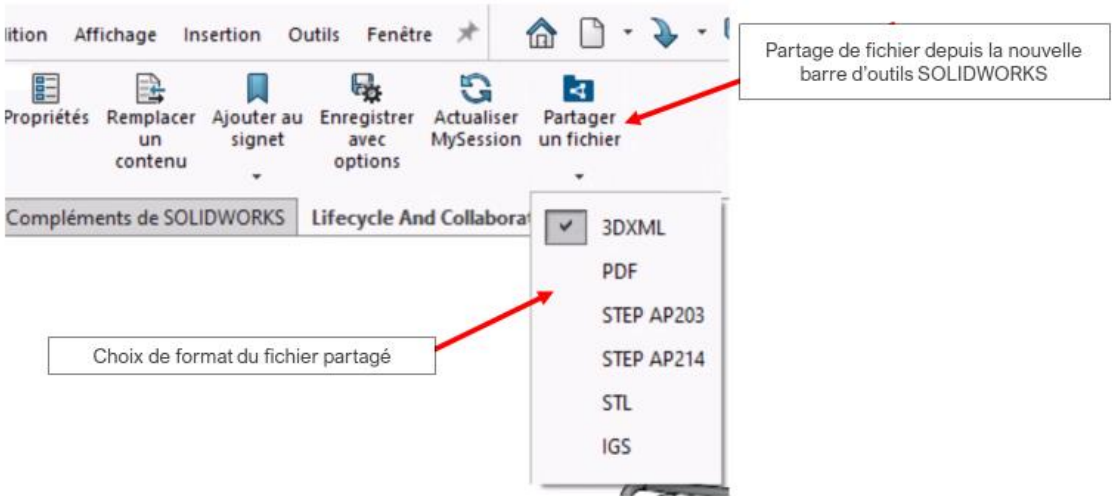 ition Affichage Insertion Outils Fenêtre
Partage de fichier depuis la nouvelle
barre d'outils SOLIDWORKS
Propriétés Remplacer Ajouter au Enregistrer Actualiser Partager
un signet avec MySession un fichier
contenu options
Compléments de SOLIDWORKS Lifecycle And Collaborat
3DXML
PDF
STEP AP203
Choix de format du fichier partagé
STEP AP214
STL
IGS